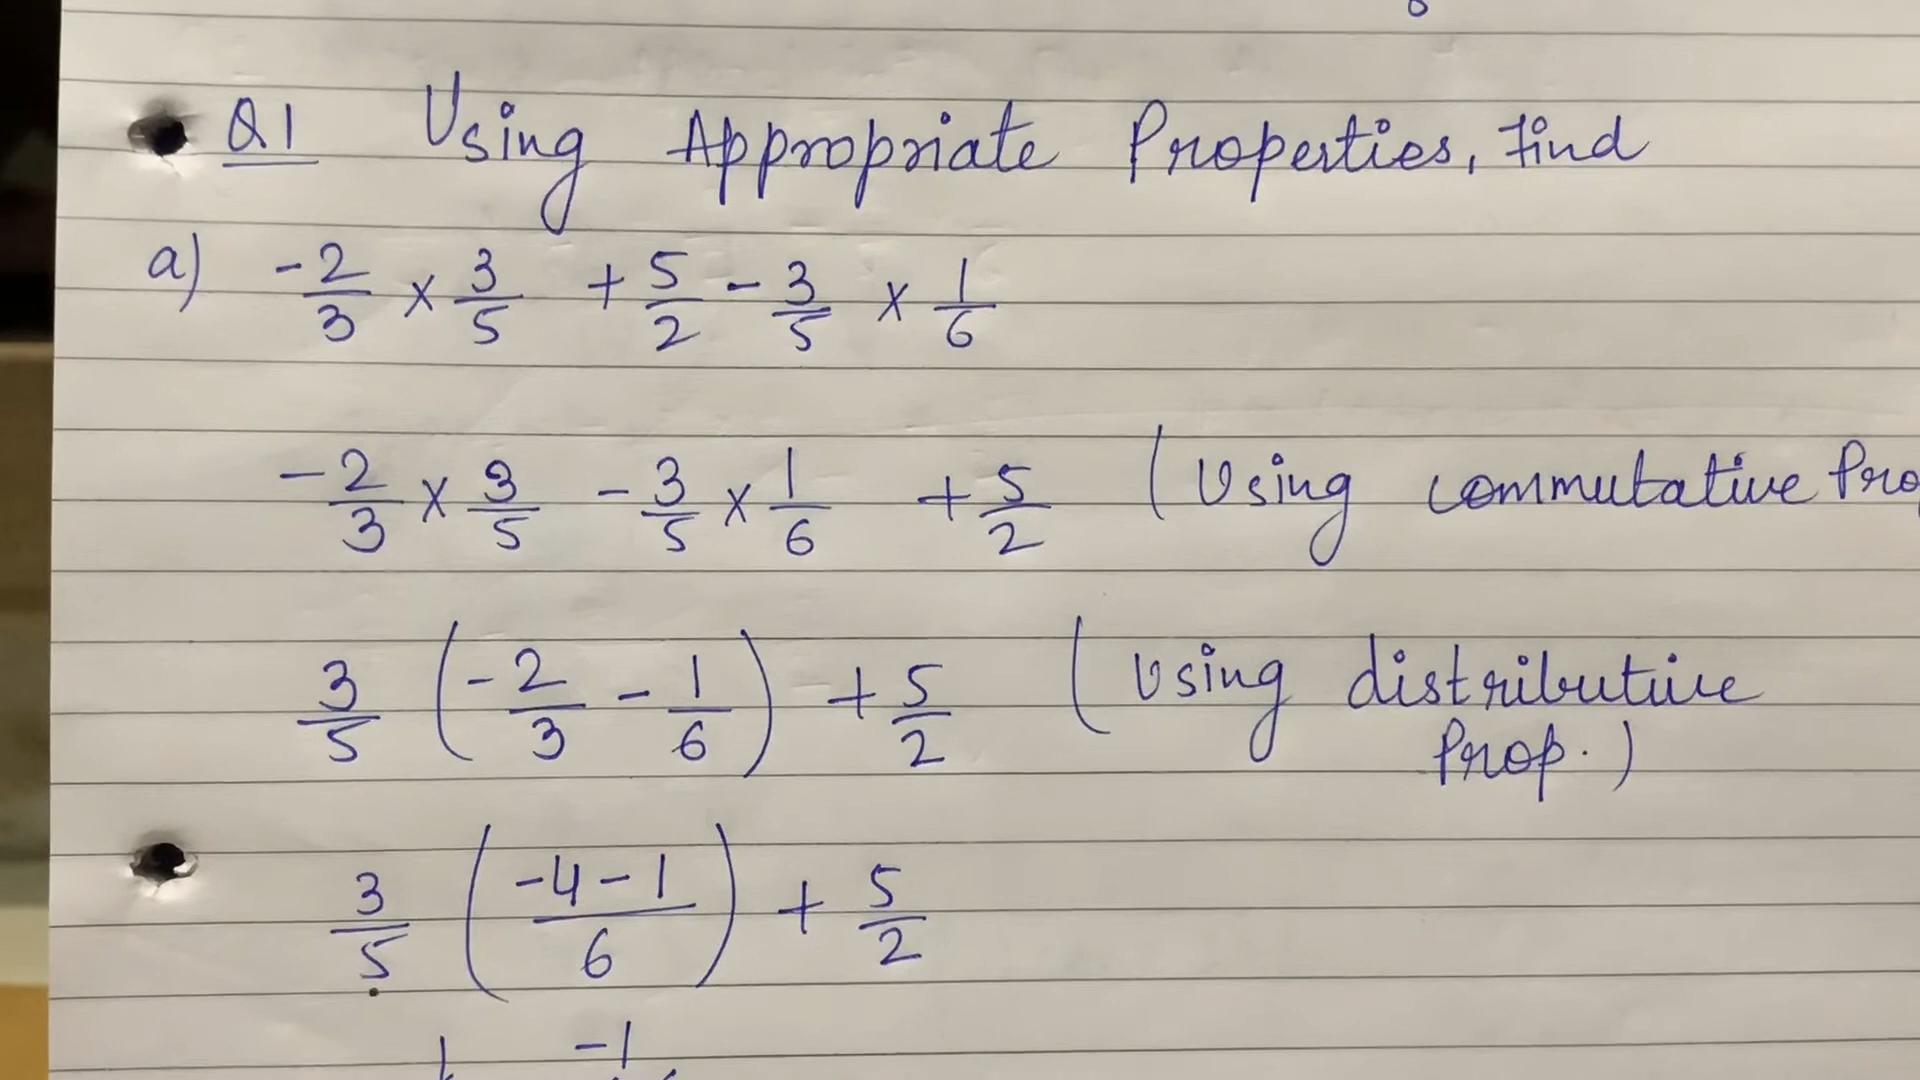 Q1 Using Appropriate Properties, find
a) -2/3 × 3/5 + 5/2 - 3/5 × 1/6
-2/3 × 3/5 - 3/5 × 1/6 + 5/2 (Using commutative Pro
3/5 (-2/3 - 1/6) + 5/2 (Using distributive
Prop.)
3/5 (-4-1/6) + 5/2
-1